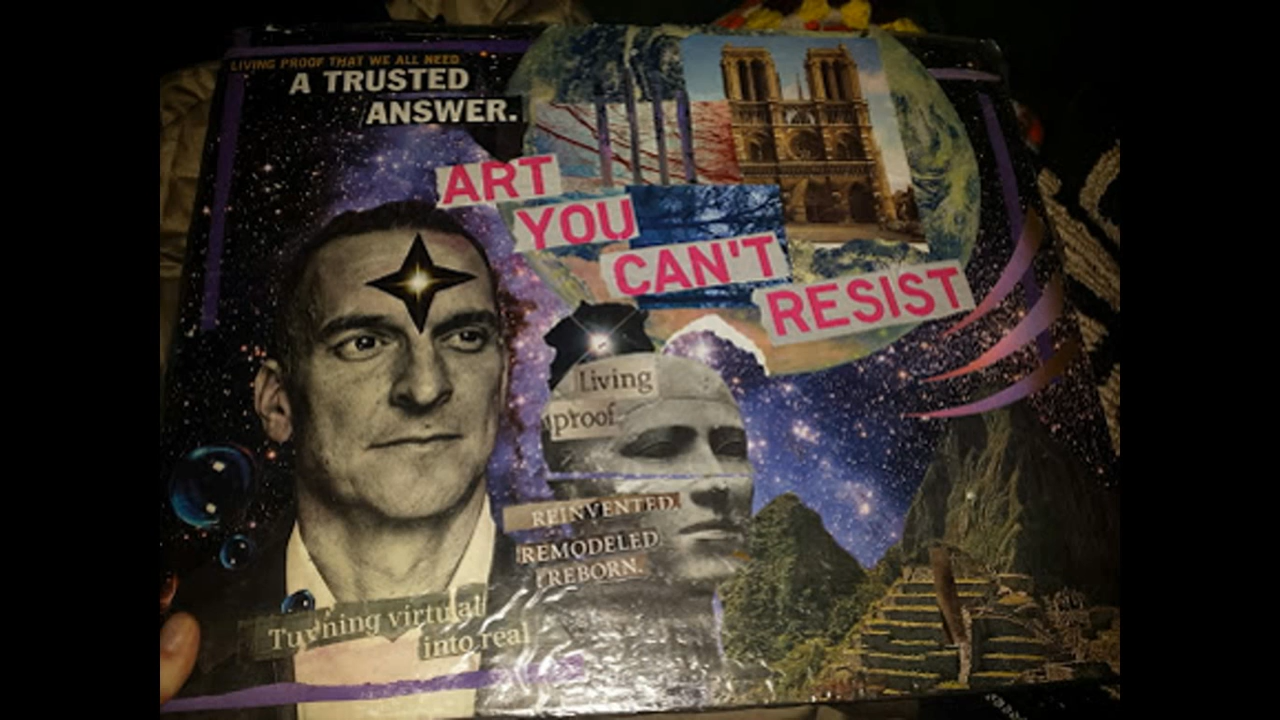 LIVING PROOF THAT WE ALL NEED
A TRUSTED
ANSWER.
ART
YOU
CAN'T
RESIST
Living
proof.
REINVENTED.
REMODELED
REBORN.
Turning virtual
into real